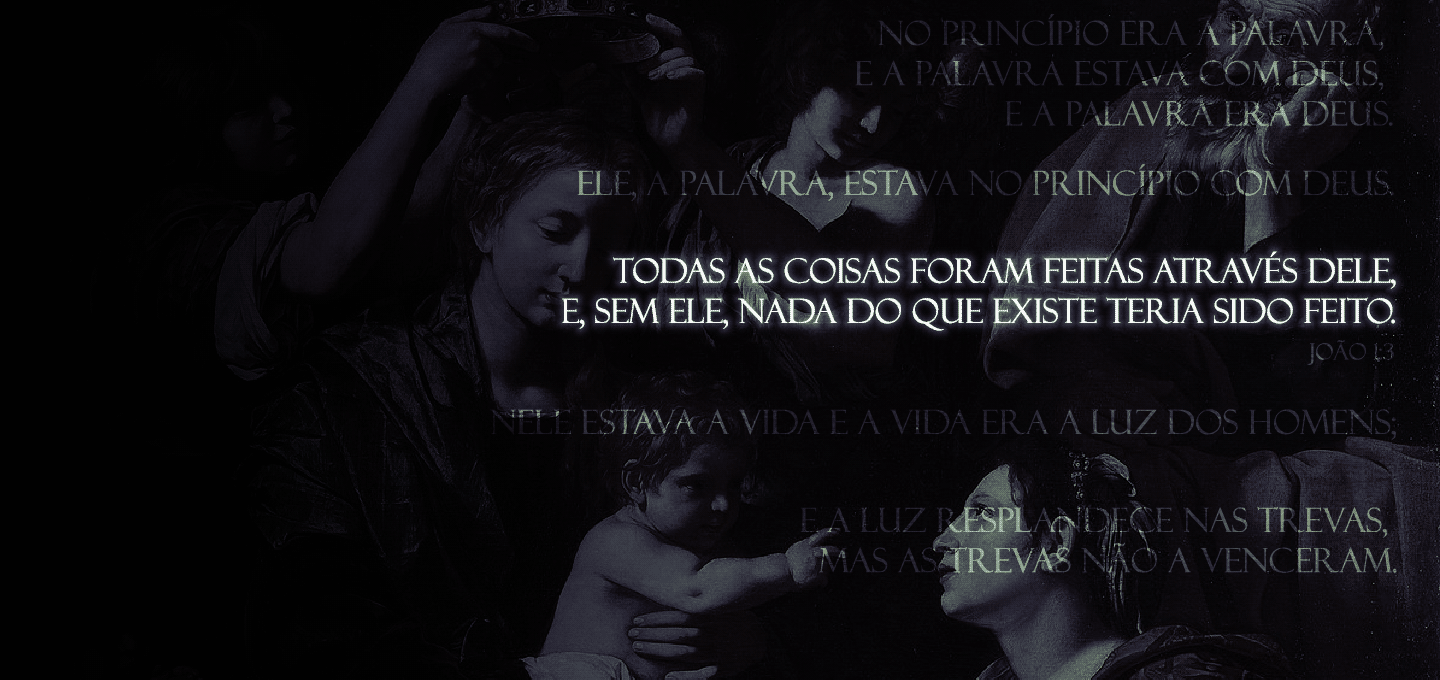 NO PRINCÍPIO ERA A PALAVRA,
E A PALAVRA ESTAVA COM DEUS,
E A PALAVRA ERA DEUS.
ELE, A PALAVRA, ESTAVA NO PRINCÍPIO COM DEUS.
TODAS AS COISAS FORAM FEITAS ATRAVÉS DELE,
E, SEM ELE, NADA DO QUE EXISTE TERIA SIDO FEITO.
JOÃO 1.3
NELE ESTAVA A VIDA E A VIDA ERA A LUZ DOS HOMENS;
E A LUZ RESPLANDECE NAS TREVAS,
MAS AS TREVAS NÃO A VENCERAM.